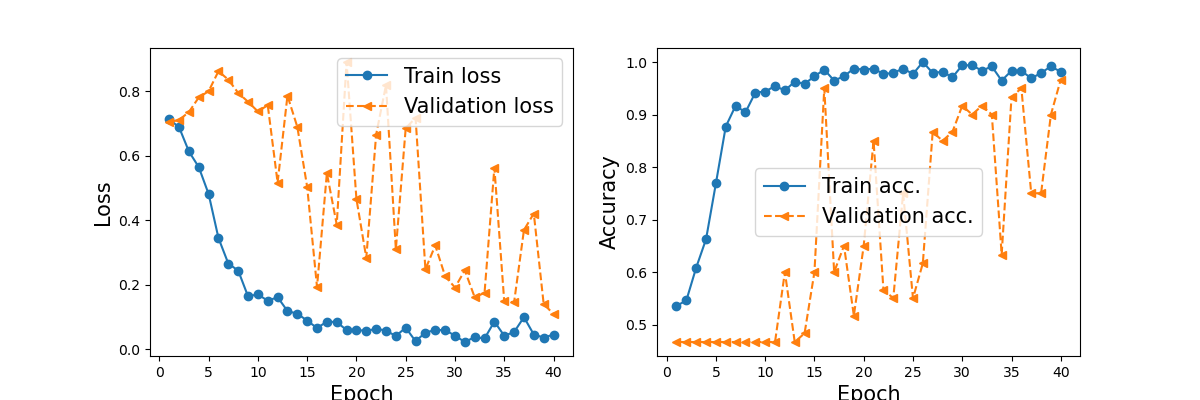 Train loss
Validation loss
0.8
0.6
0.4
0.2
0.0
Loss
0 5 10 15 20 25 30 35 40
Epoch
Train acc.
Validation acc.
1.0
0.9
0.8
0.7
0.6
0.5
Accuracy
0 5 10 15 20 25 30 35 40
Epoch